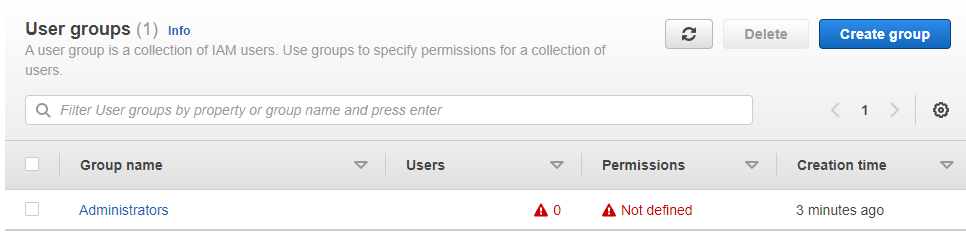 User groups (1) Info
A user group is a collection of IAM users. Use groups to specify permissions for a collection of
users.
Delete
Create group
Filter User groups by property or group name and press enter
1
Group name Users Permissions Creation time
Administrators 0 Not defined 3 minutes ago